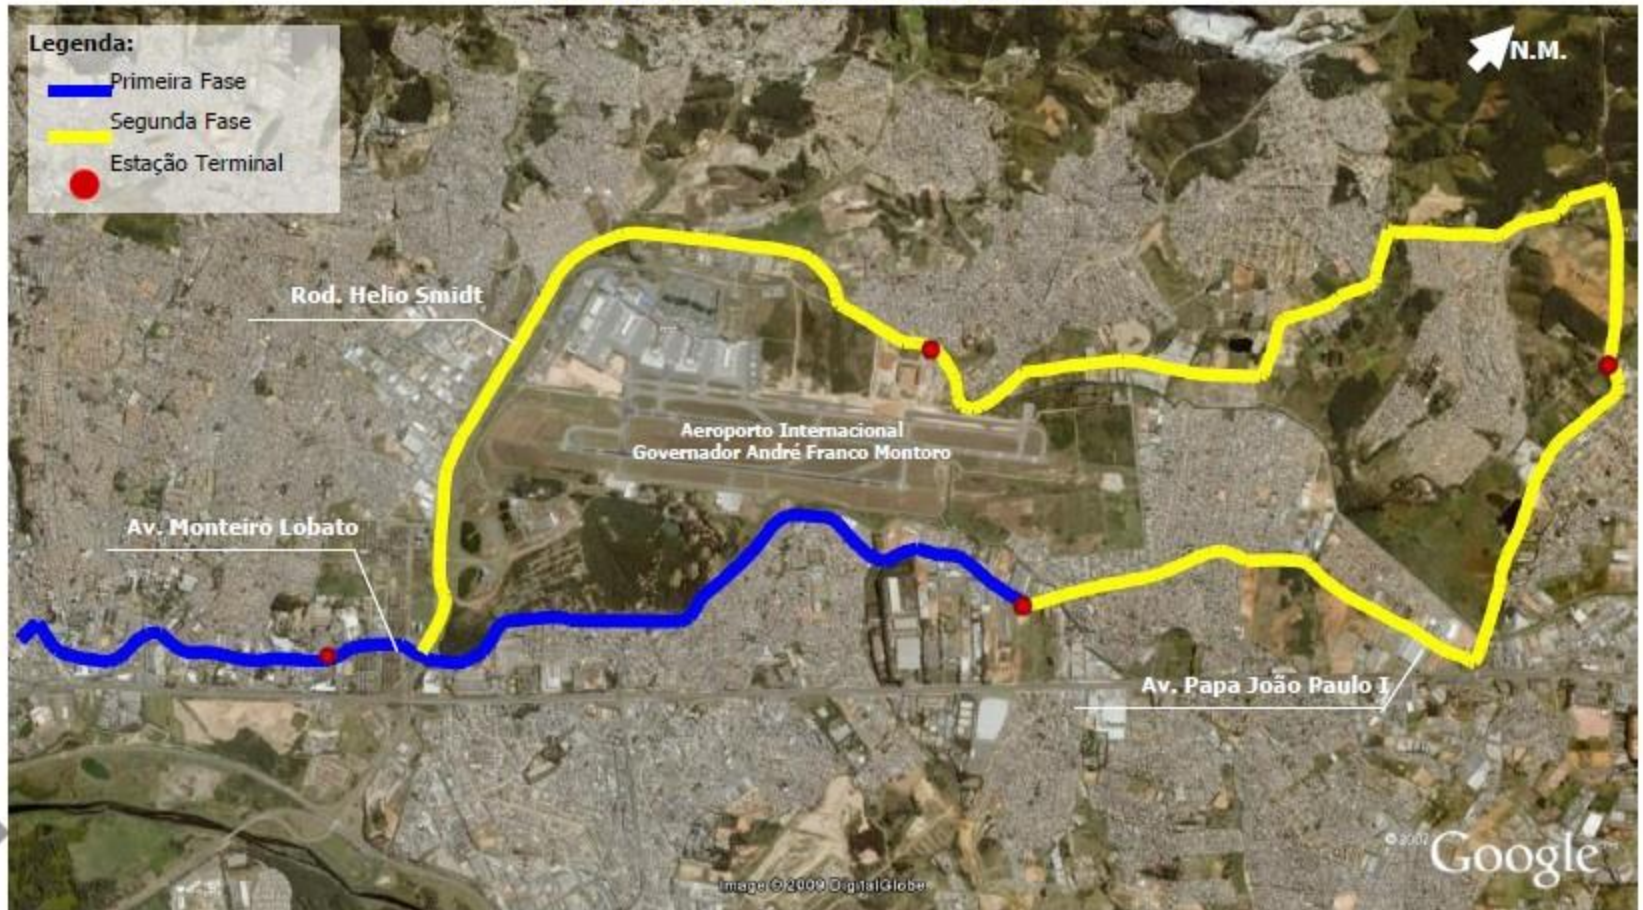 Legenda:
Primeira Fase
Segunda Fase
Estação Terminal
N.M.
Rod. Helio Smidt
Aeroporto Internacional
Governador André Franco Montoro
Av. Monteiro Lobato
Av. Papa João Paulo I
Google
Image © 2009 DigitalGlobe